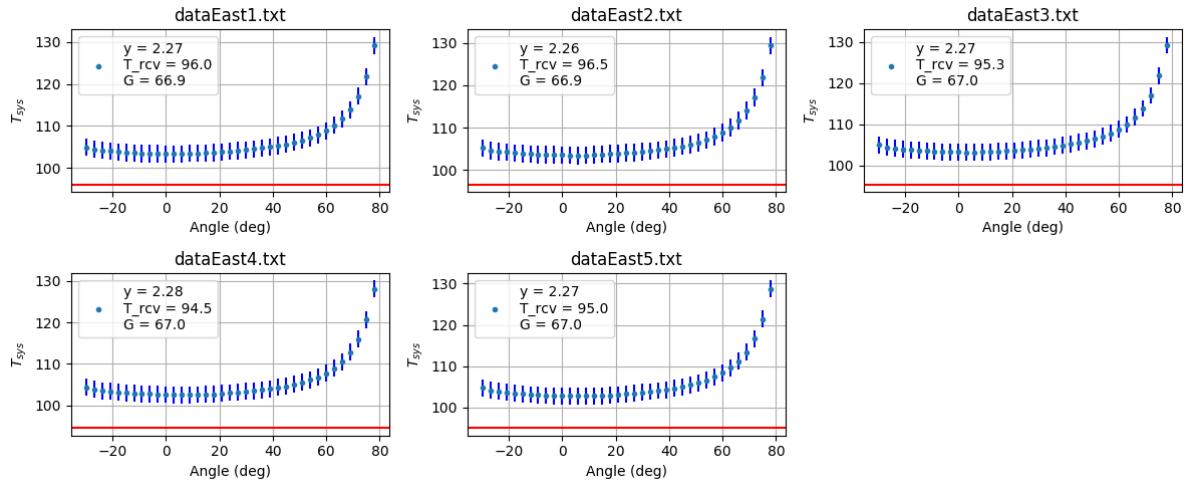 dataEast1.txt
y = 2.27
T_rcv = 96.0
G = 66.9
130
120
110
100
T_sys
−20 0 20 40 60 80
Angle (deg)
dataEast2.txt
y = 2.26
T_rcv = 96.5
G = 66.9
130
120
110
100
T_sys
−20 0 20 40 60 80
Angle (deg)
dataEast3.txt
y = 2.27
T_rcv = 95.3
G = 67.0
130
120
110
100
T_sys
−20 0 20 40 60 80
Angle (deg)
dataEast4.txt
y = 2.28
T_rcv = 94.5
G = 67.0
130
120
110
100
T_sys
−20 0 20 40 60 80
Angle (deg)
dataEast5.txt
y = 2.27
T_rcv = 95.0
G = 67.0
130
120
110
100
T_sys
−20 0 20 40 60 80
Angle (deg)